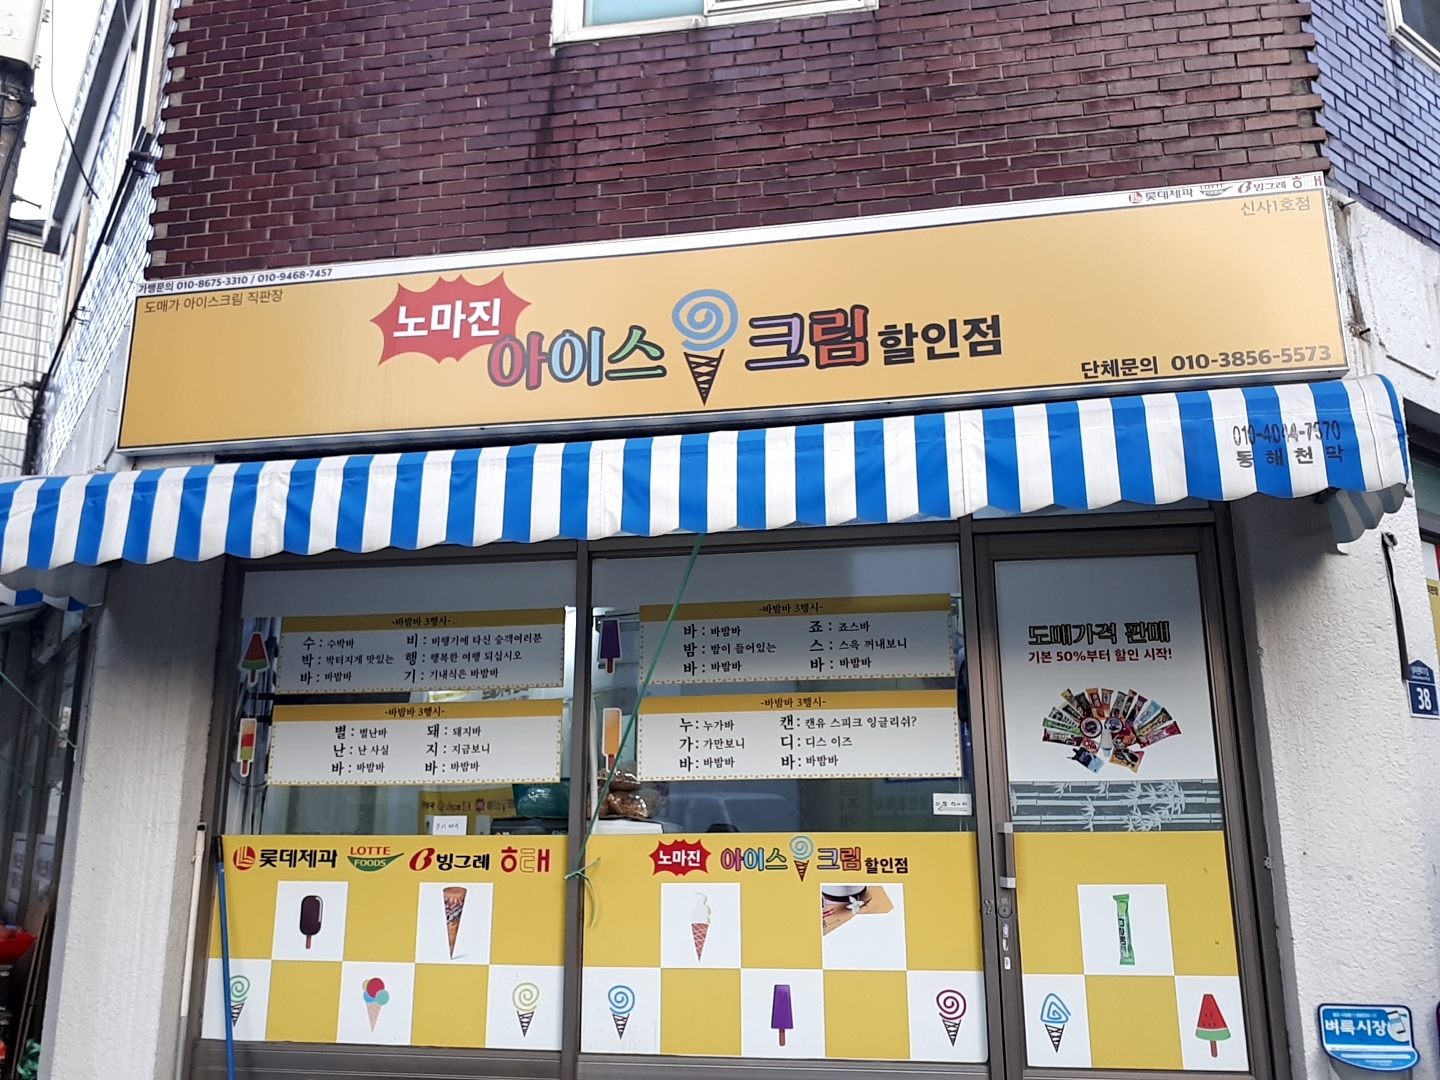 롯데제과 LOTTE 빙그레 해태
신사1호점
가맹문의 010-8675-3310 / 010-9468-7457
도매가 아이스크림 직판장
노마진
아이스크림 할인점
단체문의 010-3856-5573
동해천막
-바밤바 3행시-
수 : 수박바
박 : 박터지게 맛있는
바 : 바밤바
비 : 비행기에 타신 승객여러분
행 : 행복한 여행 되십시오
기 : 기내식은 바밤바
-바밤바 3행시-
바 : 바밤바
밤 : 밤이 들어있는
바 : 바밤바
죠 : 죠스바
스 : 스윽 꺼내보니
바 : 바밤바
-바밤바 3행시-
별 : 별난바
난 : 난 사실
바 : 바밤바
돼 : 돼지바
지 : 지금보니
바 : 바밤바
-바밤바 3행시-
누 : 누가바
가 : 가만보니
바 : 바밤바
캔 : 캔유 스피크 잉글리쉬?
디 : 디스 이즈
바 : 바밤바
도매가격 판매
기본 50%부터 할인 시작!
38
롯데제과 LOTTE FOODS 빙그레 해태
노마진 아이스크림 할인점
벼룩시장